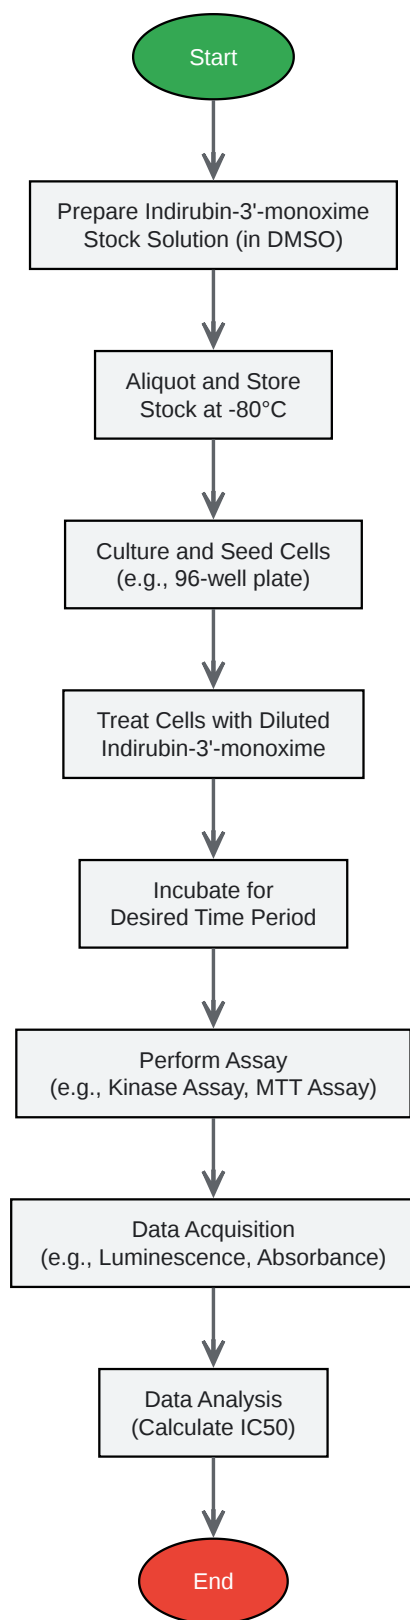 Start
Prepare Indirubin-3'-monoxime
Stock Solution (in DMSO)
Aliquot and Store
Stock at -80°C
Culture and Seed Cells
(e.g., 96-well plate)
Treat Cells with Diluted
Indirubin-3'-monoxime
Incubate for
Desired Time Period
Perform Assay
(e.g., Kinase Assay, MTT Assay)
Data Acquisition
(e.g., Luminescence, Absorbance)
Data Analysis
(Calculate IC50)
End